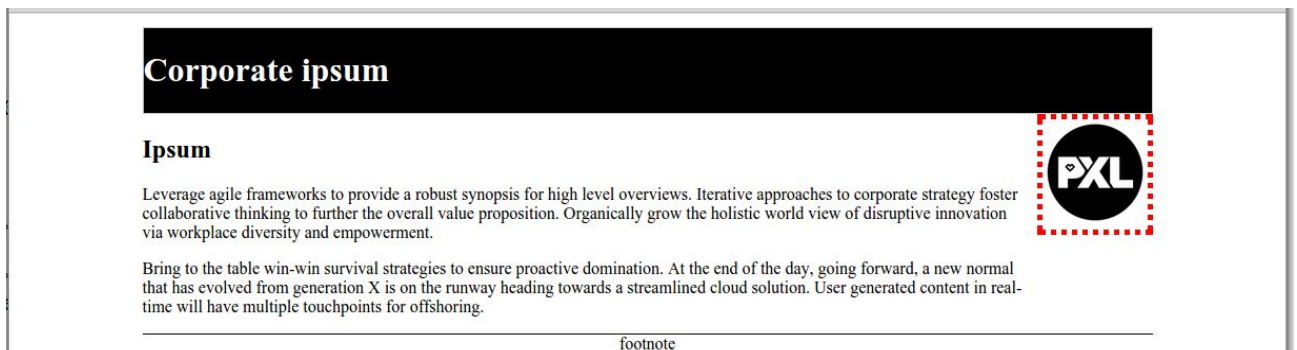 Corporate ipsum
Ipsum
PXL
Leverage agile frameworks to provide a robust synopsis for high level overviews. Iterative approaches to corporate strategy foster
collaborative thinking to further the overall value proposition. Organically grow the holistic world view of disruptive innovation
via workplace diversity and empowerment.
Bring to the table win-win survival strategies to ensure proactive domination. At the end of the day, going forward, a new normal
that has evolved from generation X is on the runway heading towards a streamlined cloud solution. User generated content in real-
time will have multiple touchpoints for offshoring.
footnote